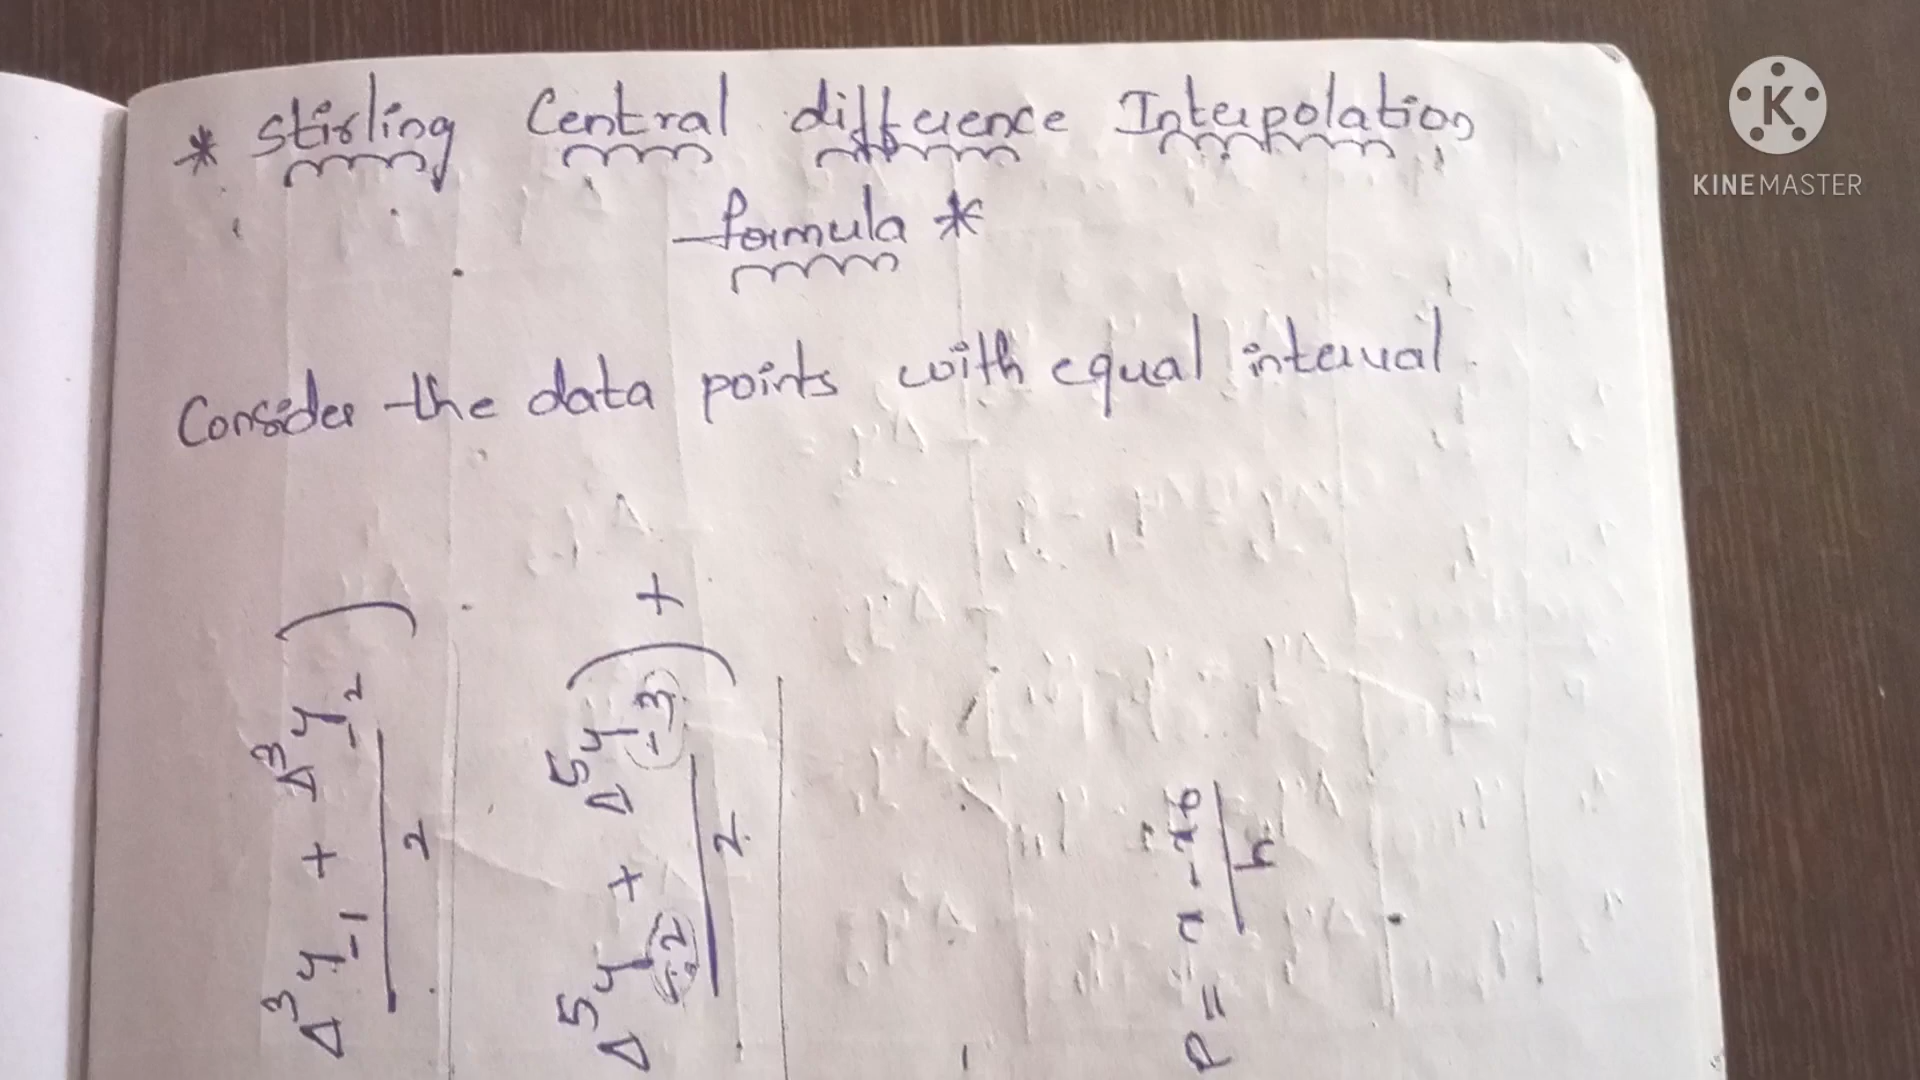 * Stirling Central difference Interpolation
formula *
Consider the data points with equal interval.
Δ³y₋₁ + Δ³y₋₂ )
2
Δ⁵y₋₂ + Δ⁵y₋₃ ) +
2
P = x - x₀
h
K
KINEMASTER